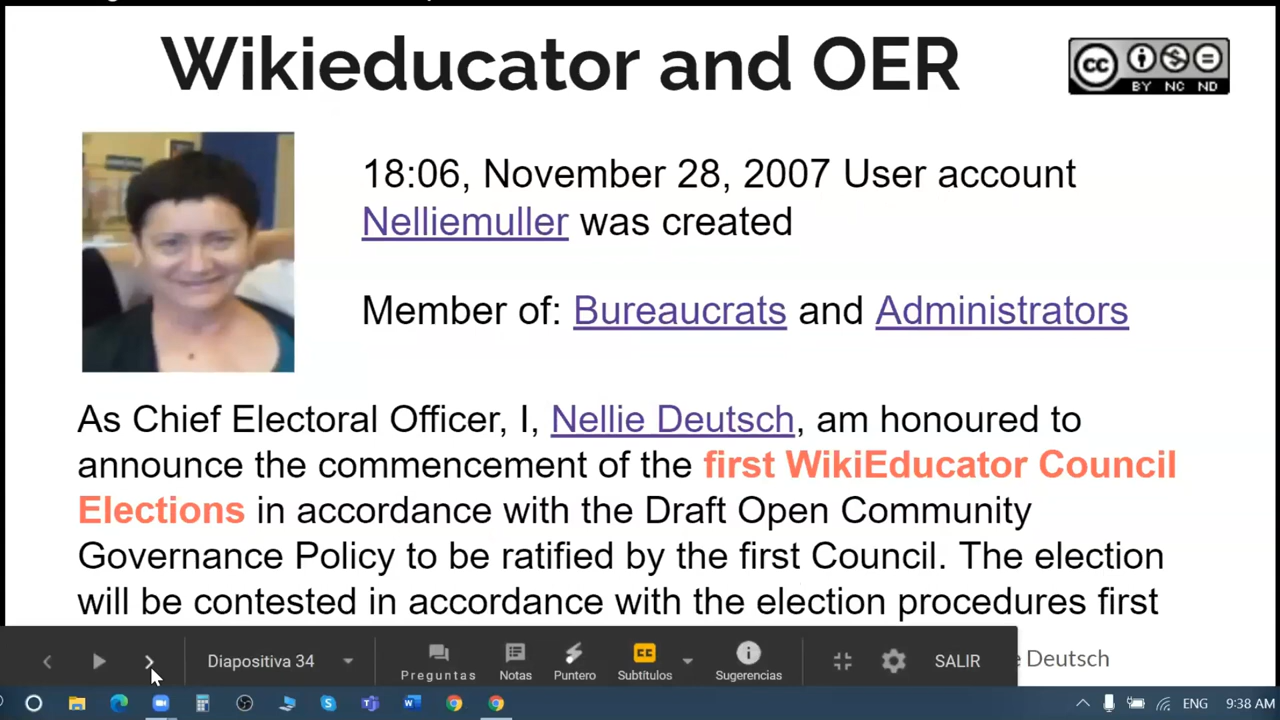 Wikieducator and OER
cc
BY NC ND
18:06, November 28, 2007 User account
Nelliemuller was created
Member of: Bureaucrats and Administrators
As Chief Electoral Officer, I, Nellie Deutsch, am honoured to
announce the commencement of the first WikiEducator Council
Elections in accordance with the Draft Open Community
Governance Policy to be ratified by the first Council. The election
will be contested in accordance with the election procedures first
Diapositiva 34
Preguntas
Notas
Puntero
CC
Subtítulos
Sugerencias
SALIR
Deutsch
ENG
9:38 AM